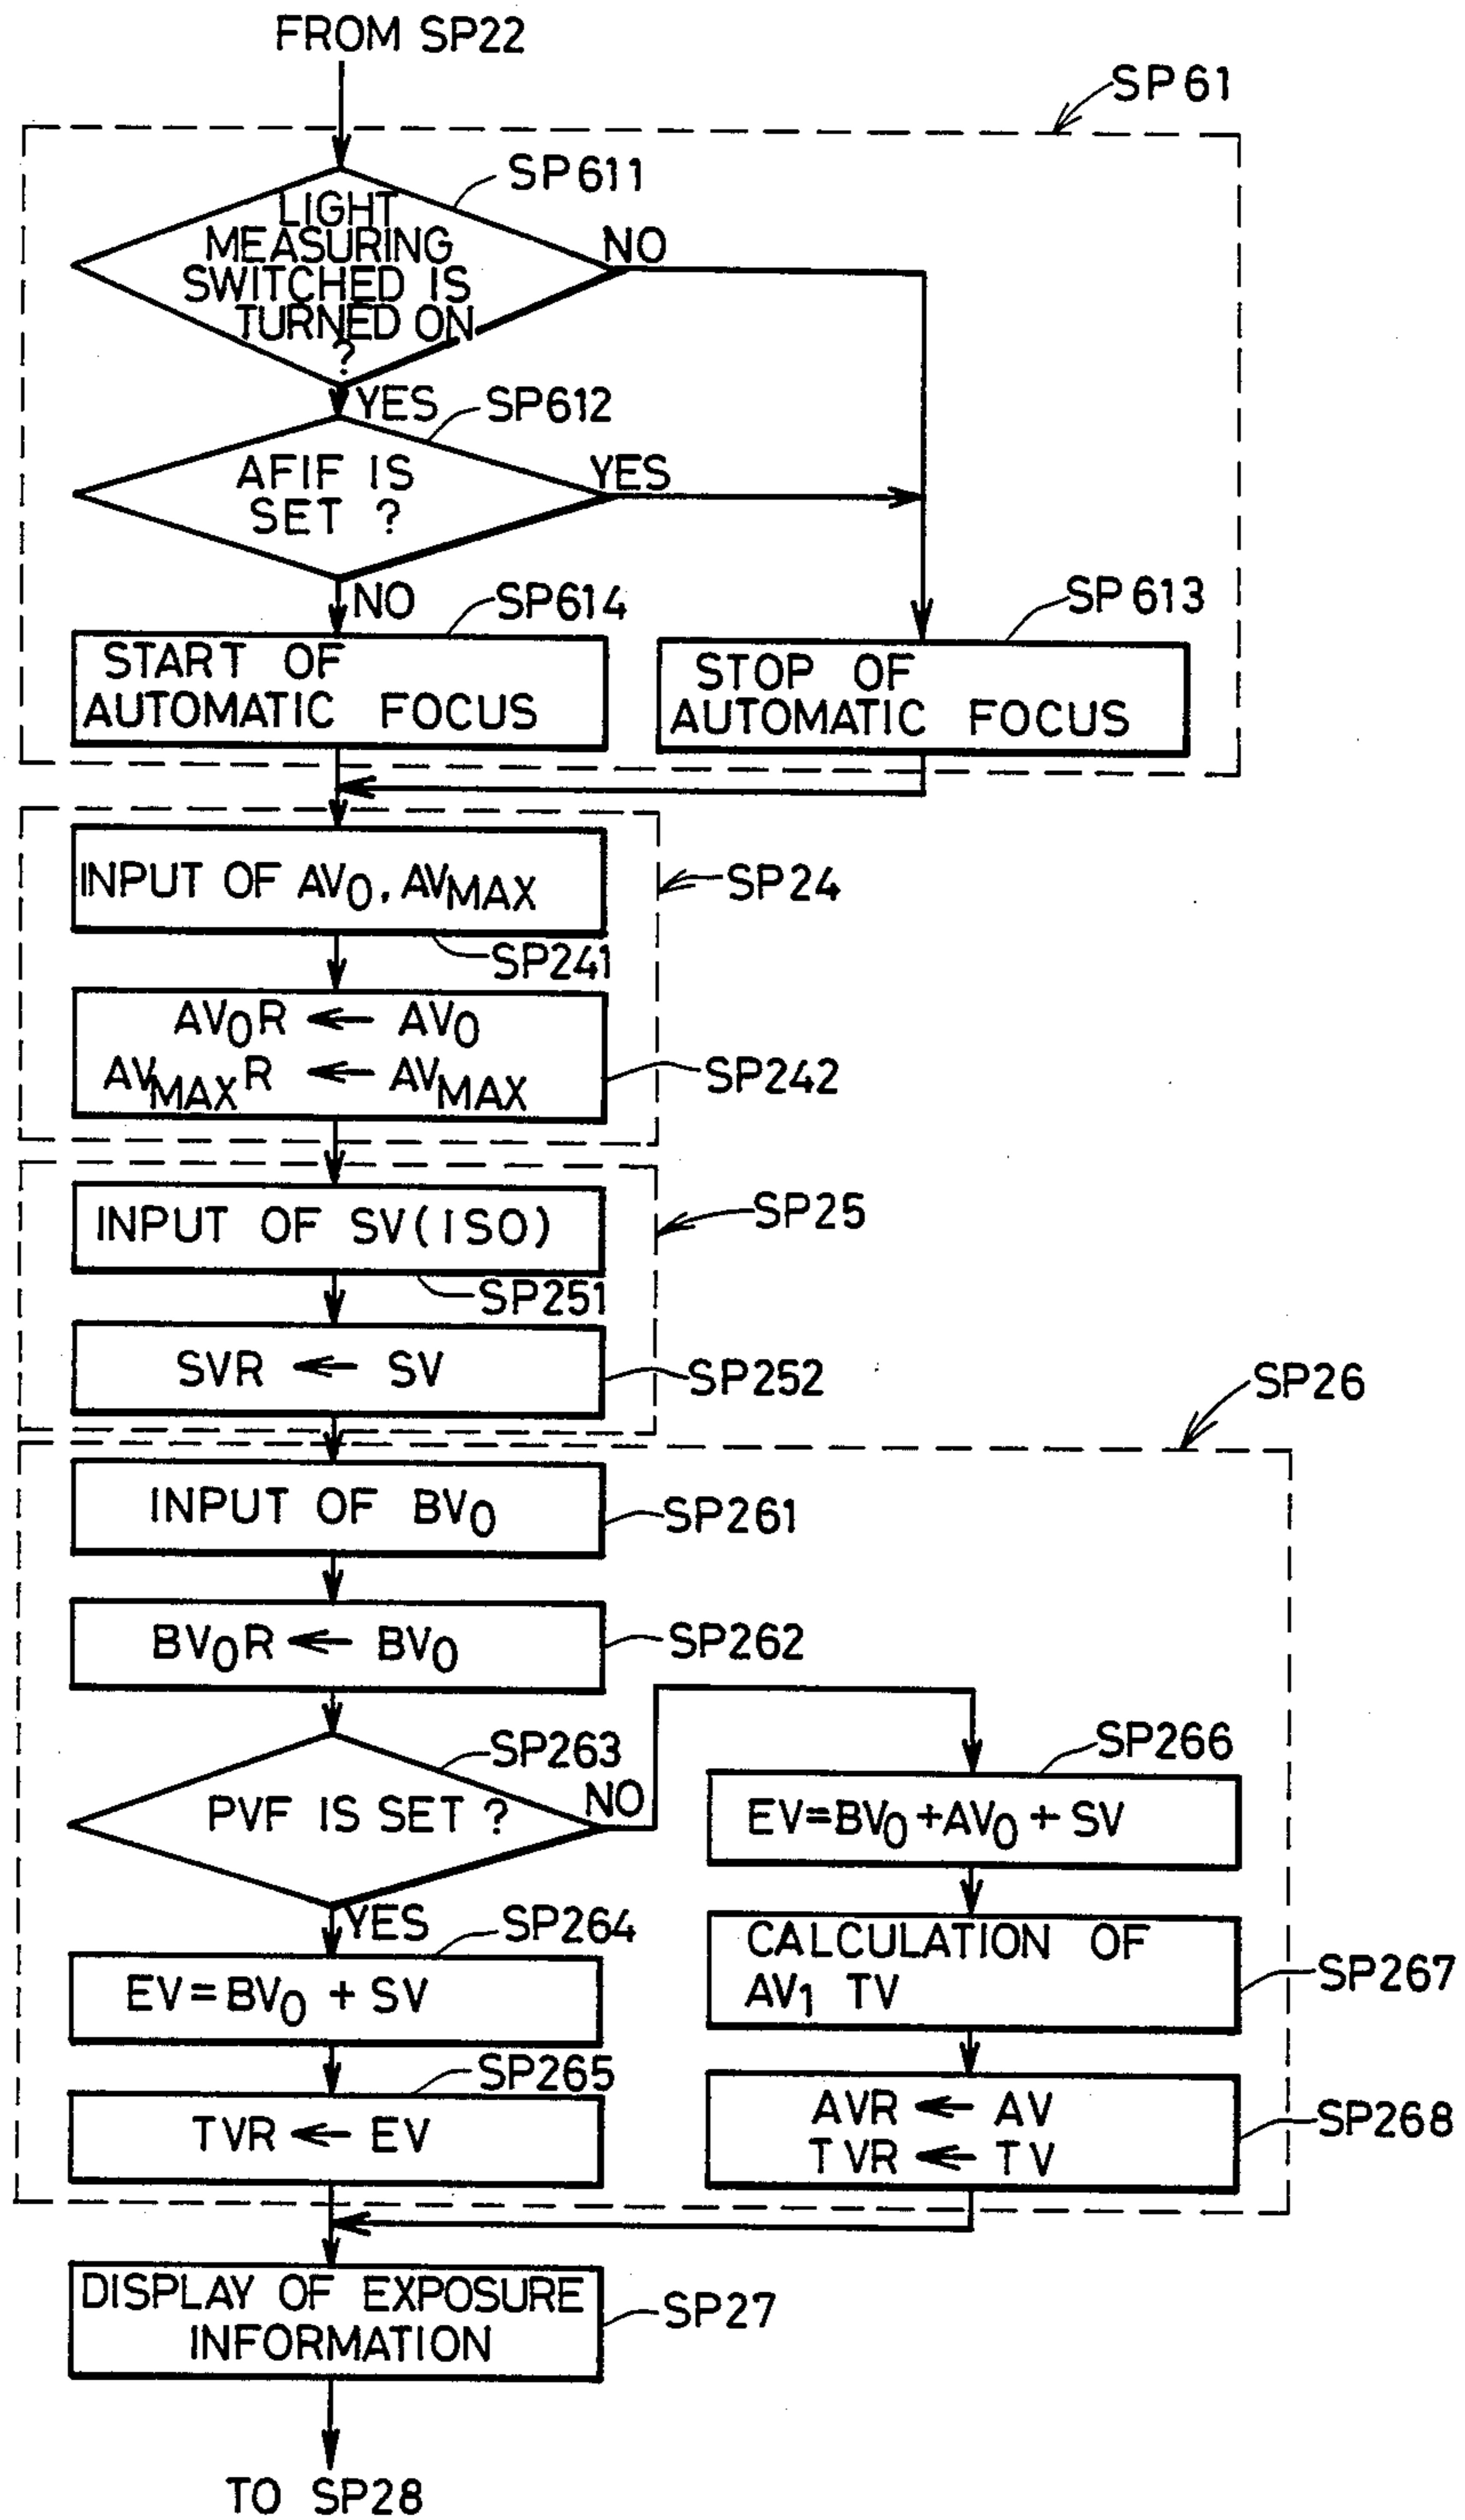 FROM SP22
SP61
SP611
LIGHT
MEASURING
SWITCHED IS
TURNED ON
?
NO
YES
SP612
AFIF IS
SET ?
YES
NO
SP614
SP613
START OF
AUTOMATIC FOCUS
STOP OF
AUTOMATIC FOCUS
INPUT OF AV0, AVMAX
SP24
SP241
AV0R ← AV0
AVMAXR ← AVMAX
SP242
INPUT OF SV(ISO)
SP25
SP251
SVR ← SV
SP252
SP26
INPUT OF BV0
SP261
BV0R ← BV0
SP262
SP263
PVF IS SET ?
NO
SP266
EV=BV0+AV0+SV
YES
SP264
EV=BV0+SV
CALCULATION OF
AV1 TV
SP267
SP265
TVR ← EV
AVR ← AV
TVR ← TV
SP268
DISPLAY OF EXPOSURE
INFORMATION
SP27
TO SP28